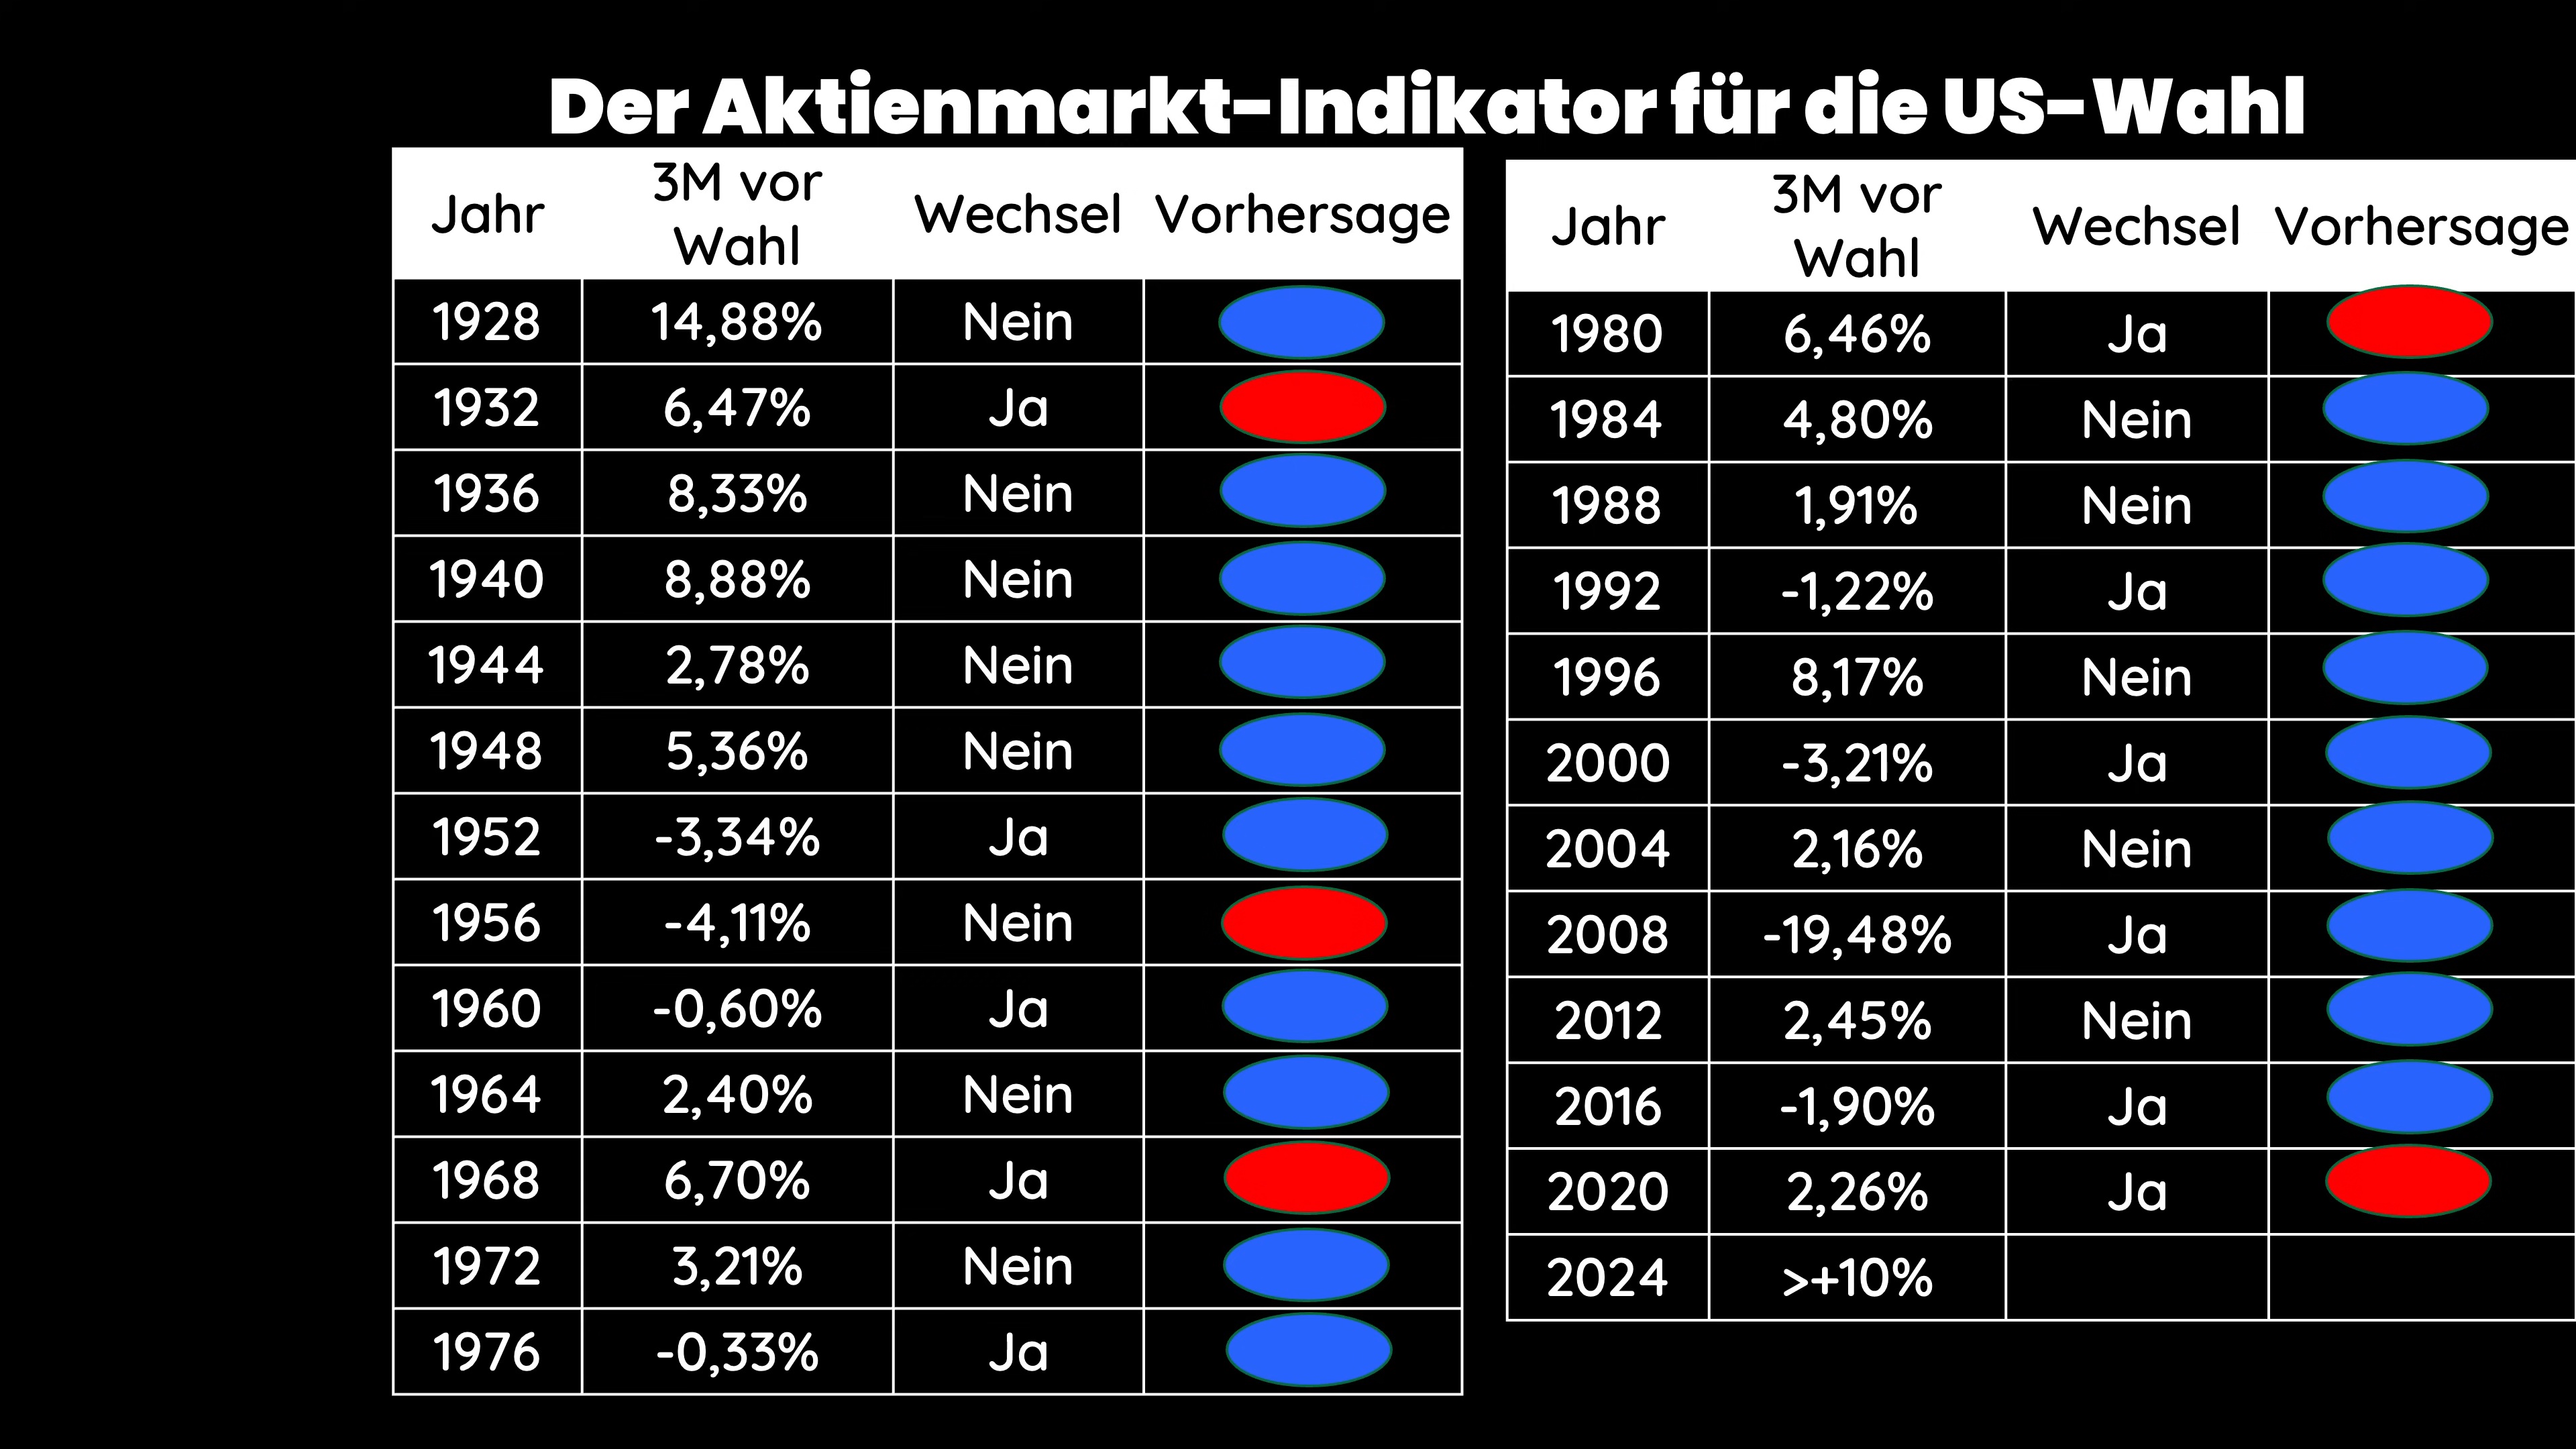 Der Aktienmarkt-Indikator für die US-Wahl
Jahr 3M vor Wahl Wechsel Vorhersage
1928 14,88% Nein
1932 6,47% Ja
1936 8,33% Nein
1940 8,88% Nein
1944 2,78% Nein
1948 5,36% Nein
1952 -3,34% Ja
1956 -4,11% Nein
1960 -0,60% Ja
1964 2,40% Nein
1968 6,70% Ja
1972 3,21% Nein
1976 -0,33% Ja
Jahr 3M vor Wahl Wechsel Vorhersage
1980 6,46% Ja
1984 4,80% Nein
1988 1,91% Nein
1992 -1,22% Ja
1996 8,17% Nein
2000 -3,21% Ja
2004 2,16% Nein
2008 -19,48% Ja
2012 2,45% Nein
2016 -1,90% Ja
2020 2,26% Ja
2024 >+10%